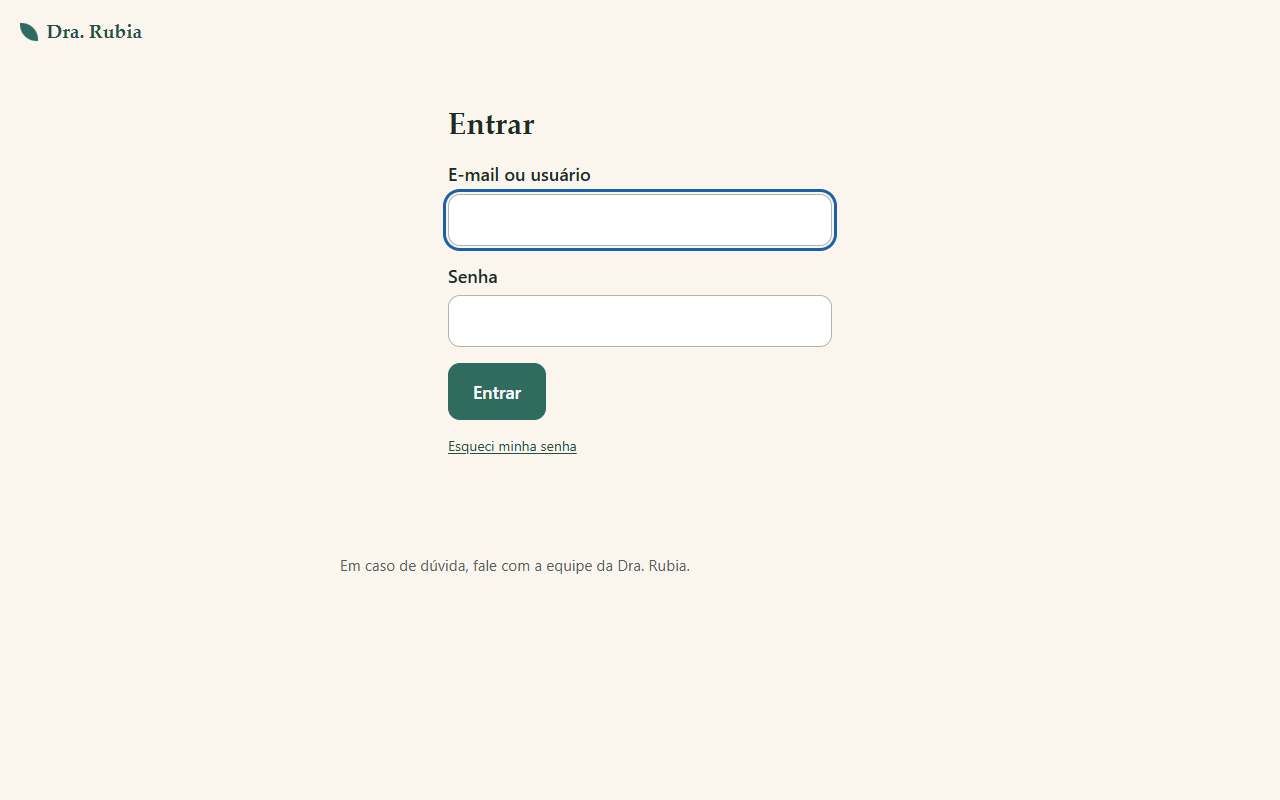 Dra. Rubia
Entrar
E-mail ou usuário
Senha
Entrar
Esqueci minha senha
Em caso de dúvida, fale com a equipe da Dra. Rubia.